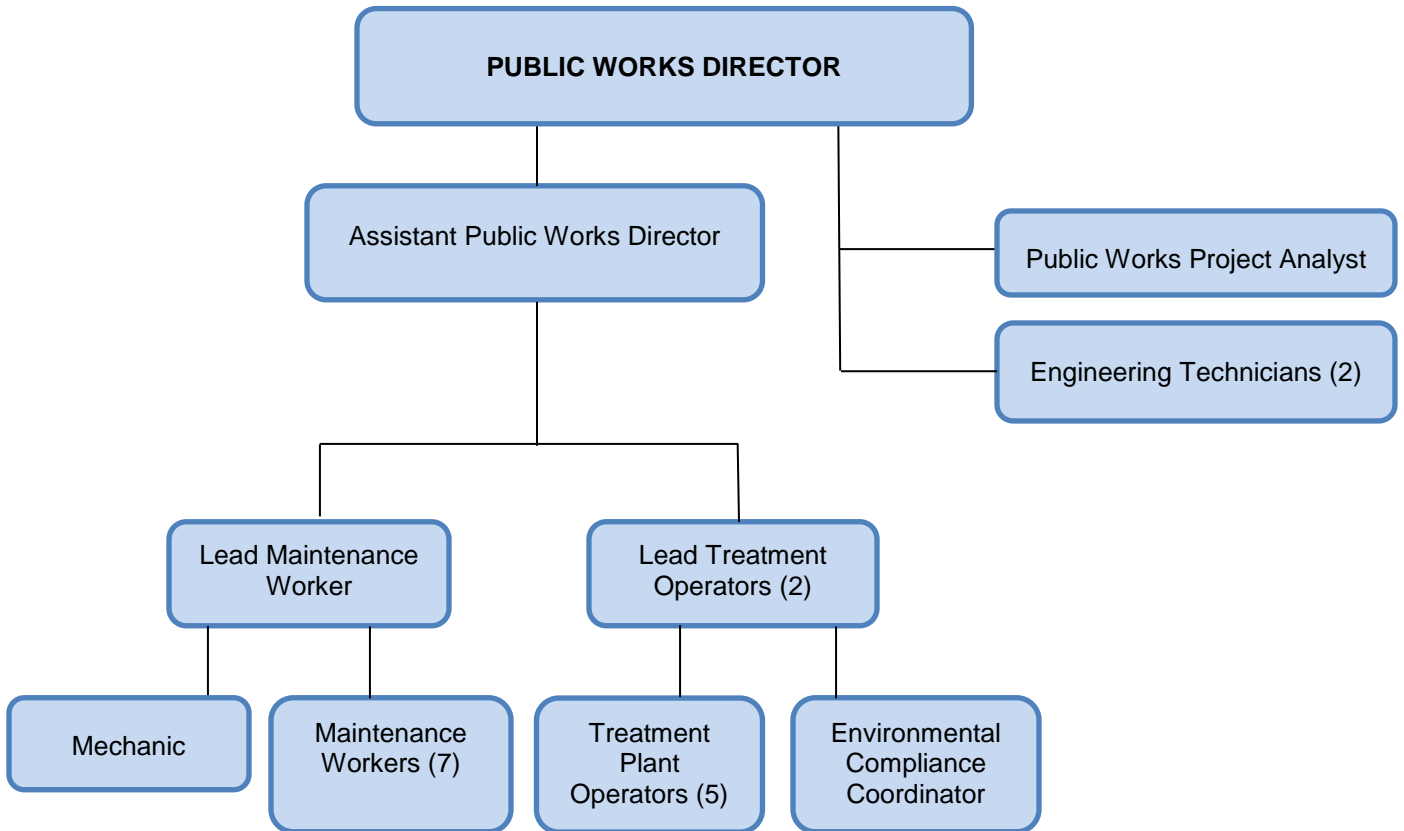 PUBLIC WORKS DIRECTOR
Assistant Public Works Director
Public Works Project Analyst
Engineering Technicians (2)
Lead Maintenance
Worker
Lead Treatment
Operators (2)
Mechanic
Maintenance
Workers (7)
Treatment
Plant
Operators (5)
Environmental
Compliance
Coordinator